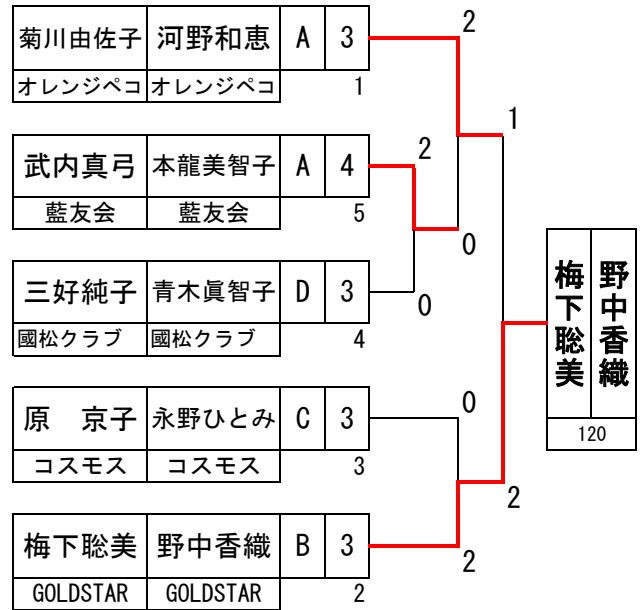 菊川由佐子 河野和恵 A 3
オレンジペコ オレンジペコ 1
2
1
武内真弓 本龍美智子 A 4
藍友会 藍友会 5
2
0
三好純子 青木眞智子 D 3
國松クラブ 國松クラブ 4
0
梅下聡美 野中香織
120
原 京子 永野ひとみ C 3
コスモス コスモス 3
0
2
梅下聡美 野中香織 B 3
GOLDSTAR GOLDSTAR 2
2